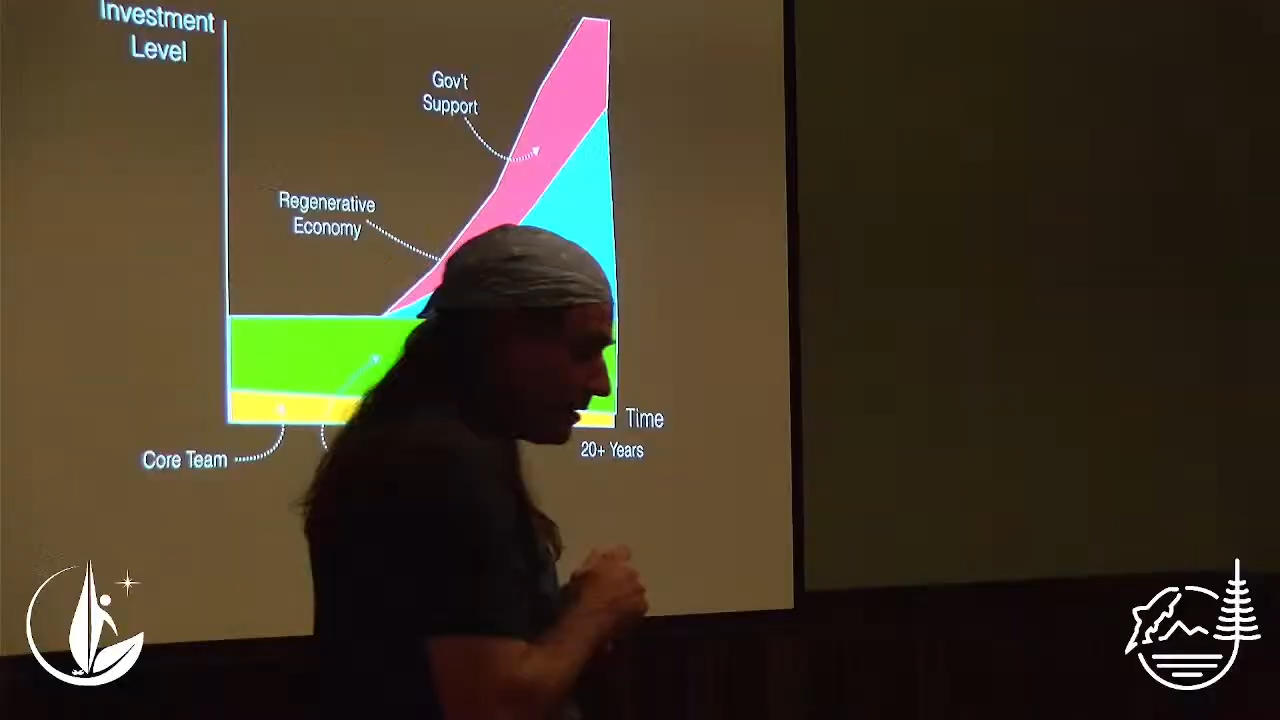 Investment
Level
Gov't
Support
Regenerative
Economy
Time
Core Team
20+ Years